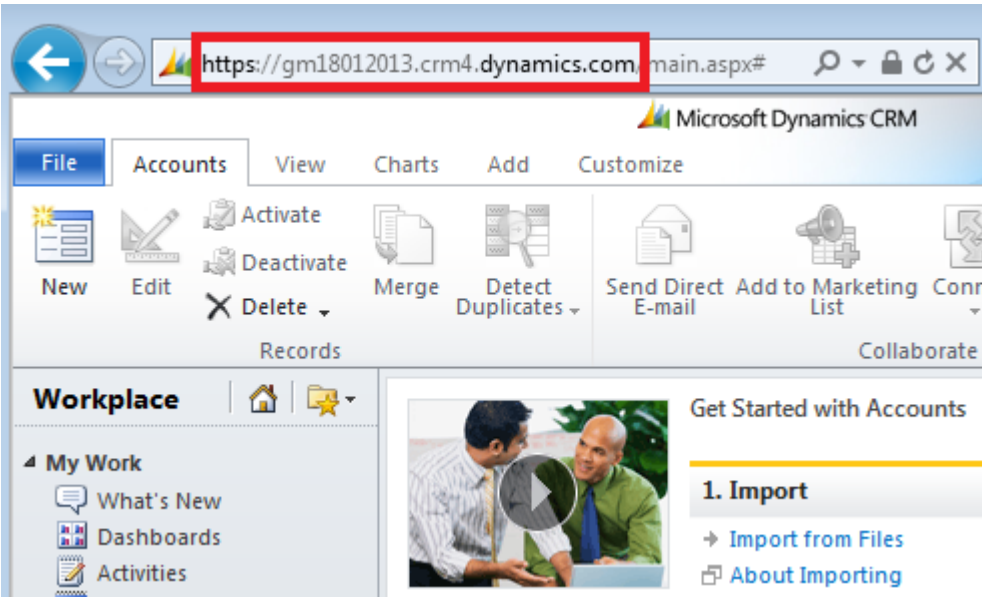 https://gm18012013.crm4.dynamics.com/main.aspx#
Microsoft Dynamics CRM
File Accounts View Charts Add Customize
New
Edit
Activate
Deactivate
Delete
Merge
Detect
Duplicates
Send Direct
E-mail
Add to Marketing
List
Records
Collaborate
Workplace
My Work
What's New
Dashboards
Activities
Get Started with Accounts
1. Import
Import from Files
About Importing